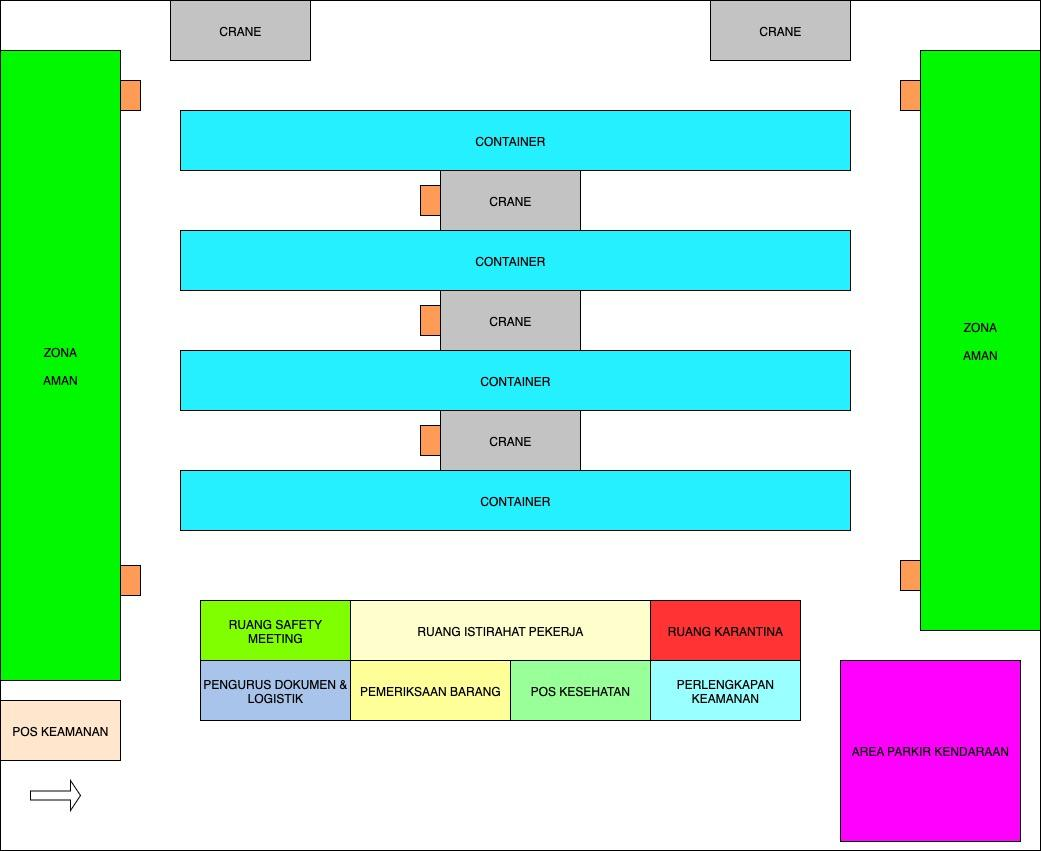 CRANE
CRANE
CONTAINER
CRANE
CONTAINER
CRANE
ZONA
AMAN
ZONA
AMAN
CONTAINER
CRANE
CONTAINER
RUANG SAFETY
MEETING
RUANG ISTIRAHAT PEKERJA
RUANG KARANTINA
PENGURUS DOKUMEN &
LOGISTIK
PEMERIKSAAN BARANG
POS KESEHATAN
PERLENGKAPAN
KEAMANAN
POS KEAMANAN
AREA PARKIR KENDARAAN